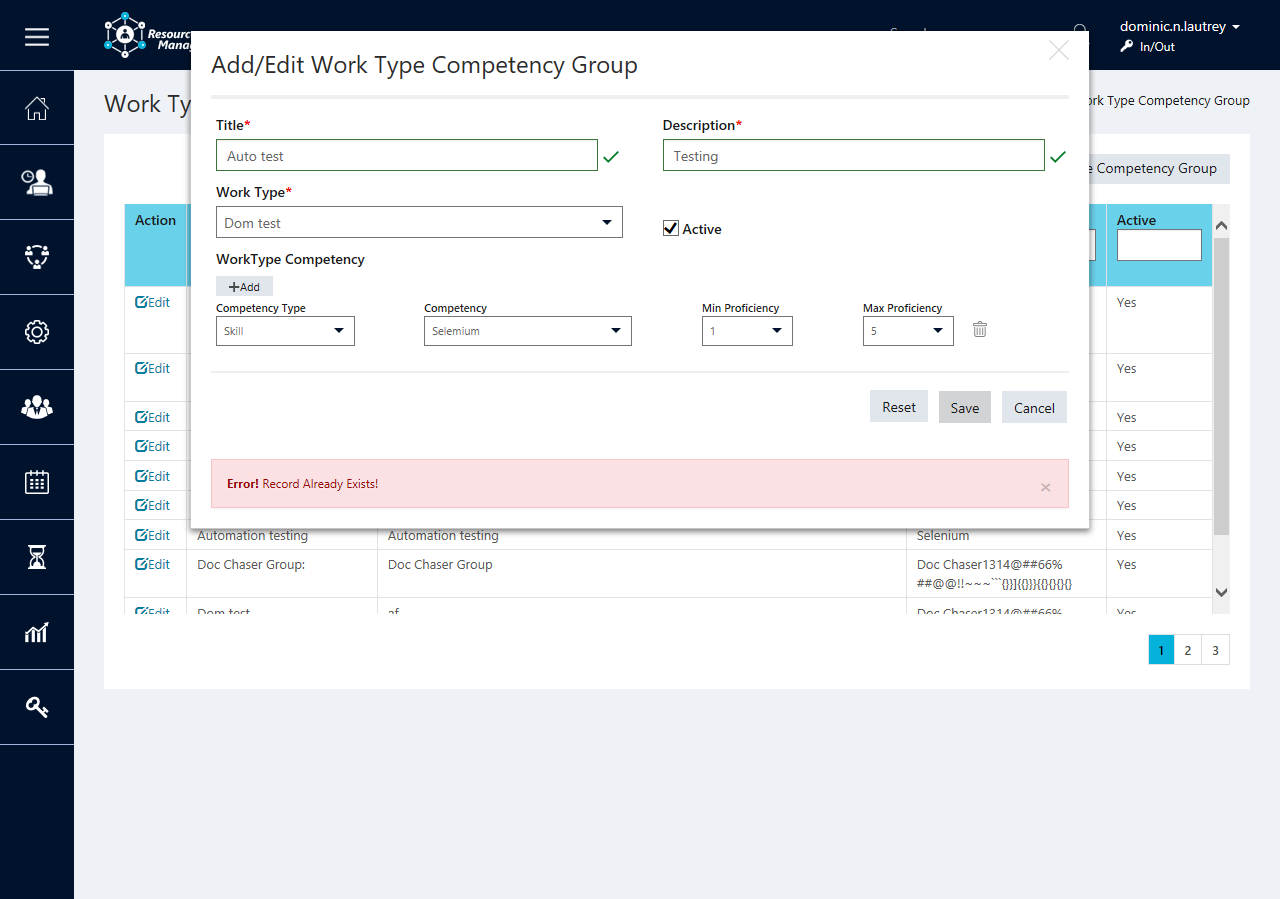 Resourc
Manag
dominic.n.lautrey
In/Out
Work Ty
Add/Edit Work Type Competency Group
ork Type Competency Group
Title*
Description*
Auto test
Testing
e Competency Group
Work Type*
Dom test
Active
WorkType Competency
Add
Competency Type
Competency
Min Proficiency
Max Proficiency
Skill
Selemium
1
5
Reset
Save
Cancel
Error! Record Already Exists!
×
Action
Active
Edit
Yes
Edit
Yes
Edit
Yes
Edit
Yes
Edit
Yes
Edit
Yes
Edit
Automation testing
Automation testing
Selenium
Yes
Edit
Doc Chaser Group:
Doc Chaser Group
Doc Chaser1314@##66%
##@@!!~~~```{}}]{{}}}{{}{}{}{}
Yes
Edit
Dom test
af
Doc Chaser1314@##66%
Yes
1
2
3